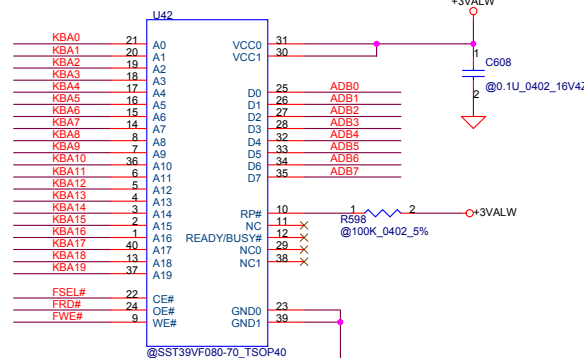 +3VALW
U42
KBA0 21 A0 VCC0 31
KBA1 20 A1 VCC1 30
KBA2 19 A2
KBA3 18 A3
KBA4 17 A4 D0 25 ADB0
KBA5 16 A5 D1 26 ADB1
KBA6 15 A6 D2 27 ADB2
KBA7 14 A7 D3 28 ADB3
KBA8 8 A8 D4 32 ADB4
KBA9 7 A9 D5 33 ADB5
KBA10 36 A10 D6 34 ADB6
KBA11 6 A11 D7 35 ADB7
KBA12 5 A12
KBA13 4 A13
KBA14 3 A14 RP# 10
KBA15 2 A15 NC 11
KBA16 1 A16 READY/BUSY# 12
KBA17 40 A17 NC0 29
KBA18 13 A18 NC1 38
KBA19 37 A19
FSEL# 22 CE# GND0 23
FRD# 24 OE# GND1 39
FWE# 9 WE#
@SST39VF080-70_TSOP40
1
C608
@0.1U_0402_16V4Z
2
1 2 +3VALW
R598
@100K_0402_5%